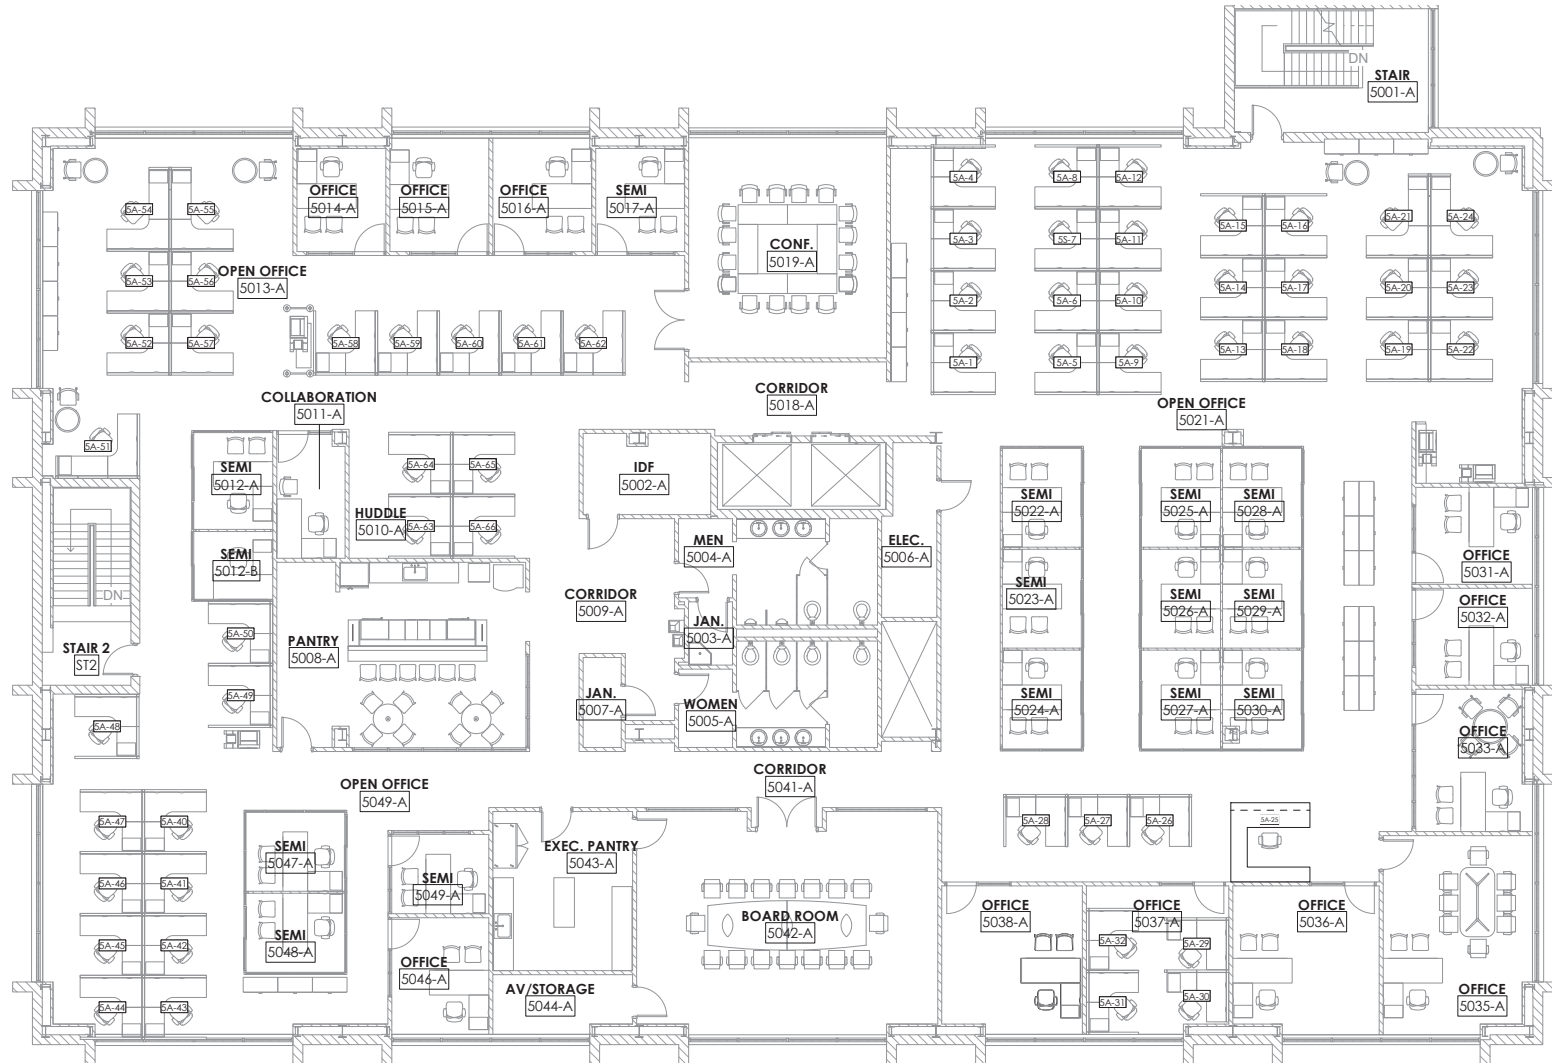 DN
STAIR
5001-A
5A-4
5A-8
5A-12
5A-54
5A-55
OFFICE
5014-A
OFFICE
5015-A
OFFICE
5016-A
SEMI
5017-A
5A-15
5A-16
5A-21
5A-24
5A-3
5S-7
5A-11
CONF.
5019-A
OPEN OFFICE
5013-A
5A-53
5A-56
5A-14
5A-17
5A-20
5A-23
5A-2
5A-6
5A-10
5A-52
5A-57
5A-58
5A-59
5A-60
5A-61
5A-62
5A-13
5A-18
5A-19
5A-22
5A-1
5A-5
5A-9
CORRIDOR
5018-A
COLLABORATION
5011-A
OPEN OFFICE
5021-A
5A-51
5A-64
5A-65
SEMI
5012-A
IDF
5002-A
SEMI
5022-A
SEMI
5025-A
SEMI
5028-A
HUDDLE
5010-A
5A-63
5A-66
MEN
5004-A
ELEC.
5006-A
OFFICE
5031-A
SEMI
5012-B
DN
SEMI
5023-A
CORRIDOR
5009-A
SEMI
5026-A
SEMI
5029-A
OFFICE
5032-A
JAN.
5003-A
5A-50
STAIR 2
ST2
PANTRY
5008-A
5A-49
JAN.
5007-A
WOMEN
5005-A
SEMI
5024-A
SEMI
5027-A
SEMI
5030-A
5A-48
OFFICE
5033-A
OPEN OFFICE
5049-A
CORRIDOR
5041-A
5A-47
5A-40
5A-28
5A-27
5A-26
5A-25
SEMI
5047-A
EXEC. PANTRY
5043-A
5A-46
5A-41
SEMI
5049-A
OFFICE
5038-A
OFFICE
5037-A
OFFICE
5036-A
BOARD ROOM
5042-A
SEMI
5048-A
5A-45
5A-42
5A-32
5A-29
OFFICE
5046-A
AV/STORAGE
5044-A
OFFICE
5035-A
5A-44
5A-43
5A-31
5A-30